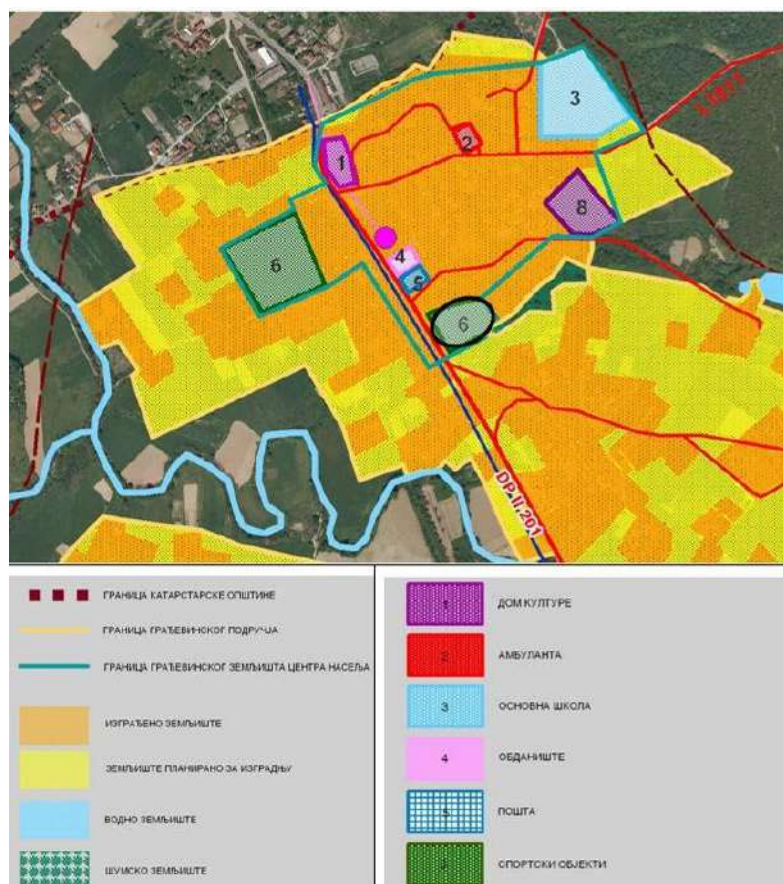 3
2
1
8
4
5
6
6
DP II.201
ГРАНИЦА КАТАРСТАРСКЕ ОПШТИНЕ
ГРАНИЦА ГРАЂЕВИНСКОГ ПОДРУЧЈА
ГРАНИЦА ГРАЂЕВИНСКОГ ЗЕМЉИШТА ЦЕНТРА НАСЕЉА
ИЗГРАЂЕНО ЗЕМЉИШТЕ
ЗЕМЉИШТЕ ПЛАНИРАНО ЗА ИЗГРАДЊУ
ВОДНО ЗЕМЉИШТЕ
ШУМСКО ЗЕМЉИШТЕ
1 ДОМ КУЛТУРЕ
2 АМБУЛАНТА
3 ОСНОВНА ШКОЛА
4 ОБДАНИШТЕ
5 ПОШТА
СПОРТСКИ ОБЈЕКТИ